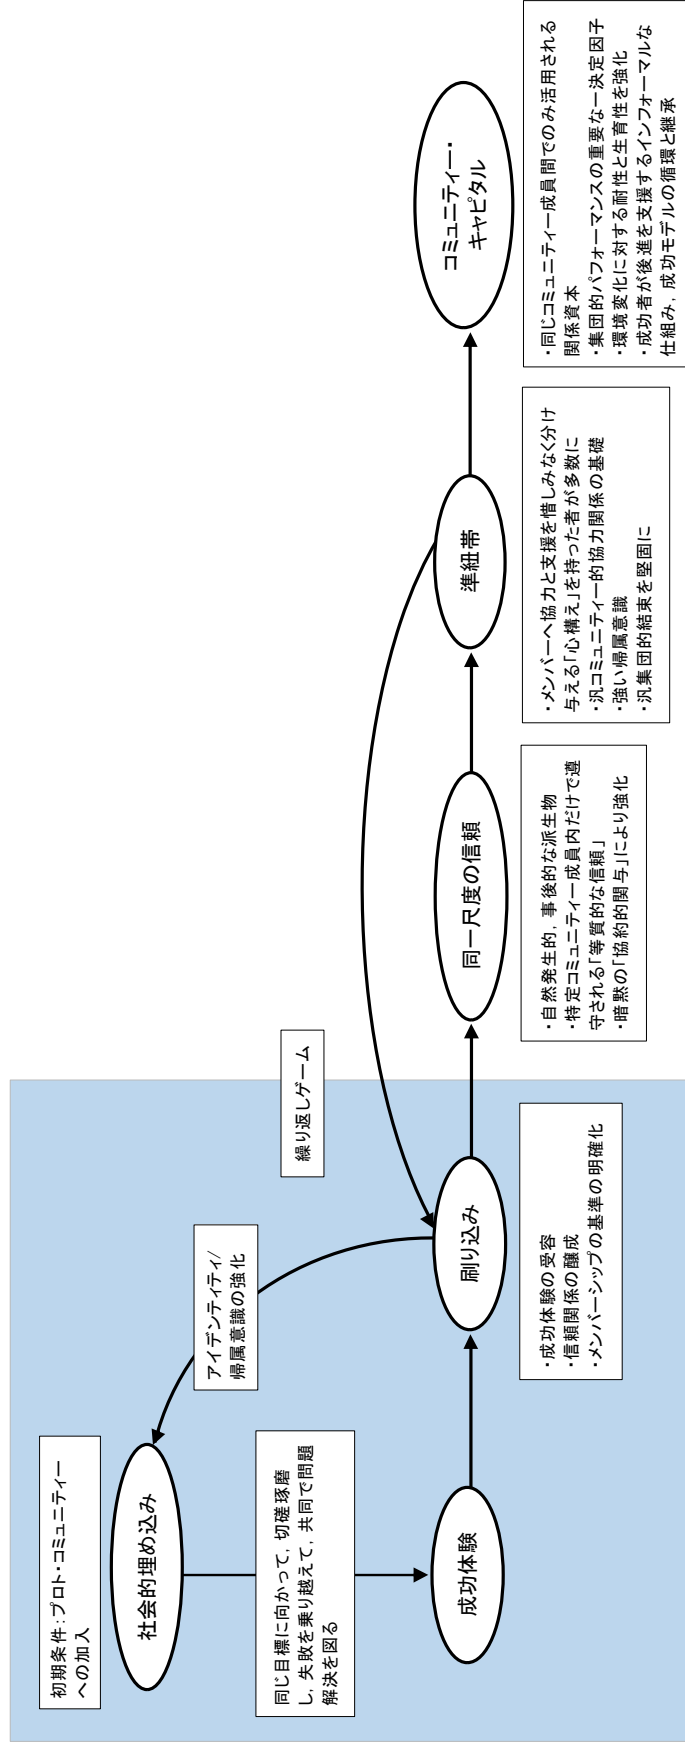 初期条件：プロト・コミュニティー
への加入
社会的埋め込み
アイデンティティ/
帰属意識の強化
繰り返しゲーム
同じ目標に向かって，切磋琢磨
し，失敗を乗り越えて，共同で問題
解決を図る
成功体験
刷り込み
同一尺度の信頼
準紐帯
コミュニティー・
キャピタル
・成功体験の受容
・信頼関係の醸成
・メンバーシップの基準の明確化
・自然発生的，事後的な派生物
・特定コミュニティー成員内だけで遵
守される「等質的な信頼」
・暗黙の「協約的関与」により強化
・メンバーへ協力と支援を惜しみなく分け
与える「心構え」を持った者が多数に
・汎コミュニティー的協力関係の基礎
・強い帰属意識
・汎集団的結束を堅固に
・同じコミュニティー成員間でのみ活用される
関係資本
・集団的パフォーマンスの重要な一決定因子
・環境変化に対する耐性と生育性を強化
・成功者が後進を支援するインフォーマルな
仕組み，成功モデルの循環と継承